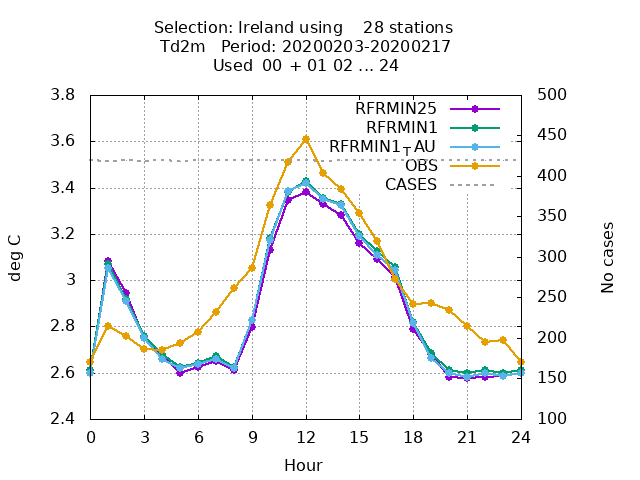 Selection: Ireland using 28 stations
Td2m Period: 20200203-20200217
Used 00 + 01 02 ... 24
RFRMIN25
RFRMIN1
RFRMIN1_TAU
OBS
CASES
3.8
3.6
3.4
3.2
3
2.8
2.6
2.4
deg C
500
450
400
350
300
250
200
150
100
No cases
0 3 6 9 12 15 18 21 24
Hour